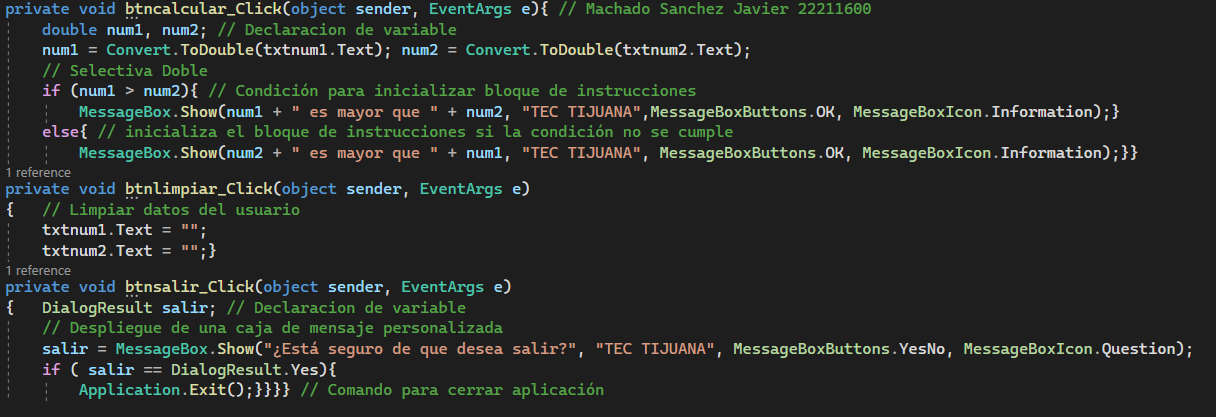 private void btncalcular_Click(object sender, EventArgs e){ // Machado Sanchez Javier 22211600
double num1, num2; // Declaracion de variable
num1 = Convert.ToDouble(txtnum1.Text); num2 = Convert.ToDouble(txtnum2.Text);
// Selectiva Doble
if (num1 > num2){ // Condición para inicializar bloque de instrucciones
MessageBox.Show(num1 + " es mayor que " + num2, "TEC TIJUANA",MessageBoxButtons.OK, MessageBoxIcon.Information);}
else{ // inicializa el bloque de instrucciones si la condición no se cumple
MessageBox.Show(num2 + " es mayor que " + num1, "TEC TIJUANA", MessageBoxButtons.OK, MessageBoxIcon.Information);}}
1 reference
private void btnlimpiar_Click(object sender, EventArgs e)
{ // Limpiar datos del usuario
txtnum1.Text = "";
txtnum2.Text = "";}
1 reference
private void btnsalir_Click(object sender, EventArgs e)
{ DialogResult salir; // Declaracion de variable
// Despliegue de una caja de mensaje personalizada
salir = MessageBox.Show("¿Está seguro de que desea salir?", "TEC TIJUANA", MessageBoxButtons.YesNo, MessageBoxIcon.Question);
if ( salir == DialogResult.Yes){
Application.Exit();}}}} // Comando para cerrar aplicación